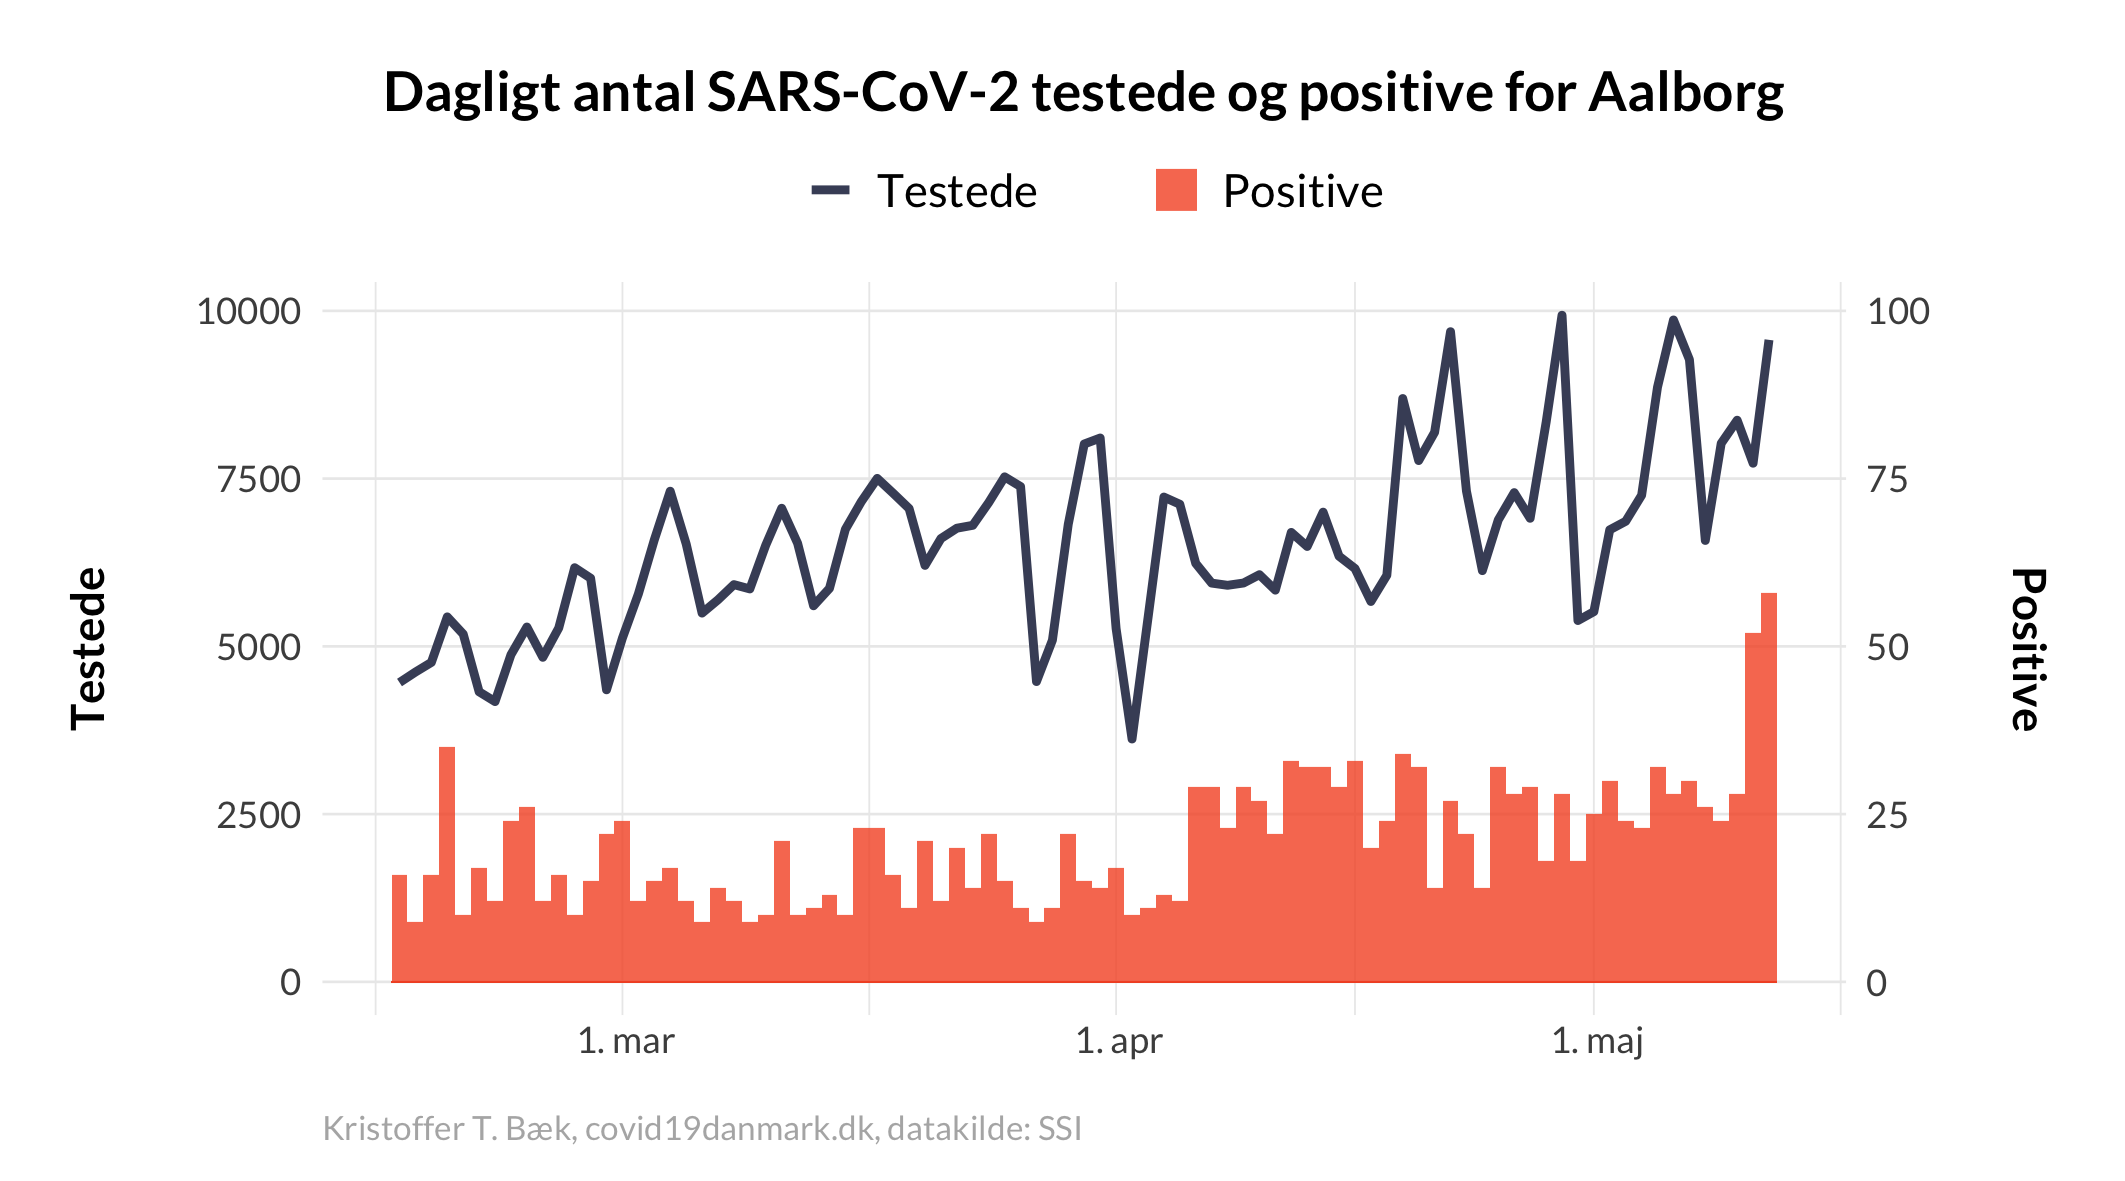 Dagligt antal SARS-CoV-2 testede og positive for Aalborg
Testede
Positive
10000
7500
5000
2500
0
100
75
50
25
0
Testede
Positive
1. mar
1. apr
1. maj
Kristoffer T. Bæk, covid19danmark.dk, datakilde: SSI